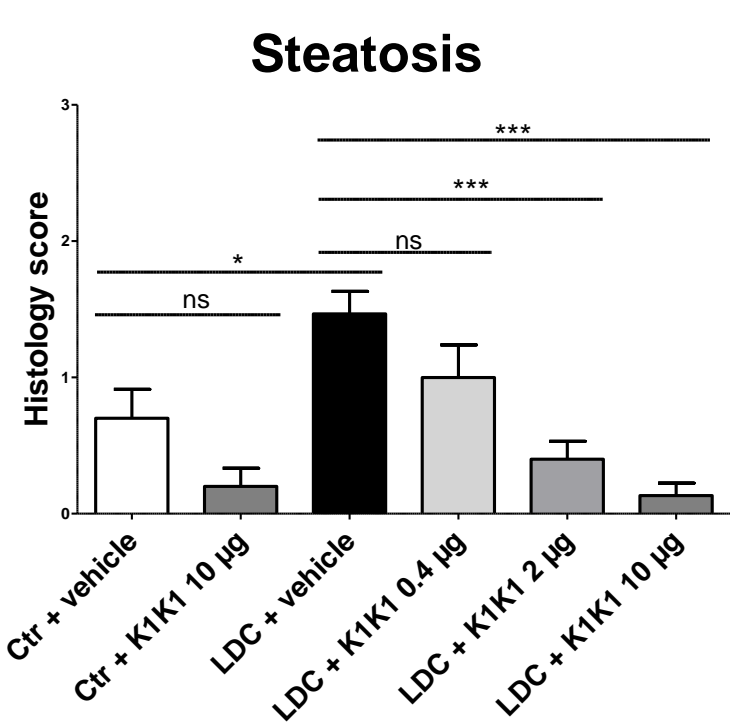 Steatosis
Histology score
3
2
1
0
***
***
ns
*
ns
Ctr + vehicle
Ctr + K1K1 10 µg
LDC + vehicle
LDC + K1K1 0.4 µg
LDC + K1K1 2 µg
LDC + K1K1 10 µg